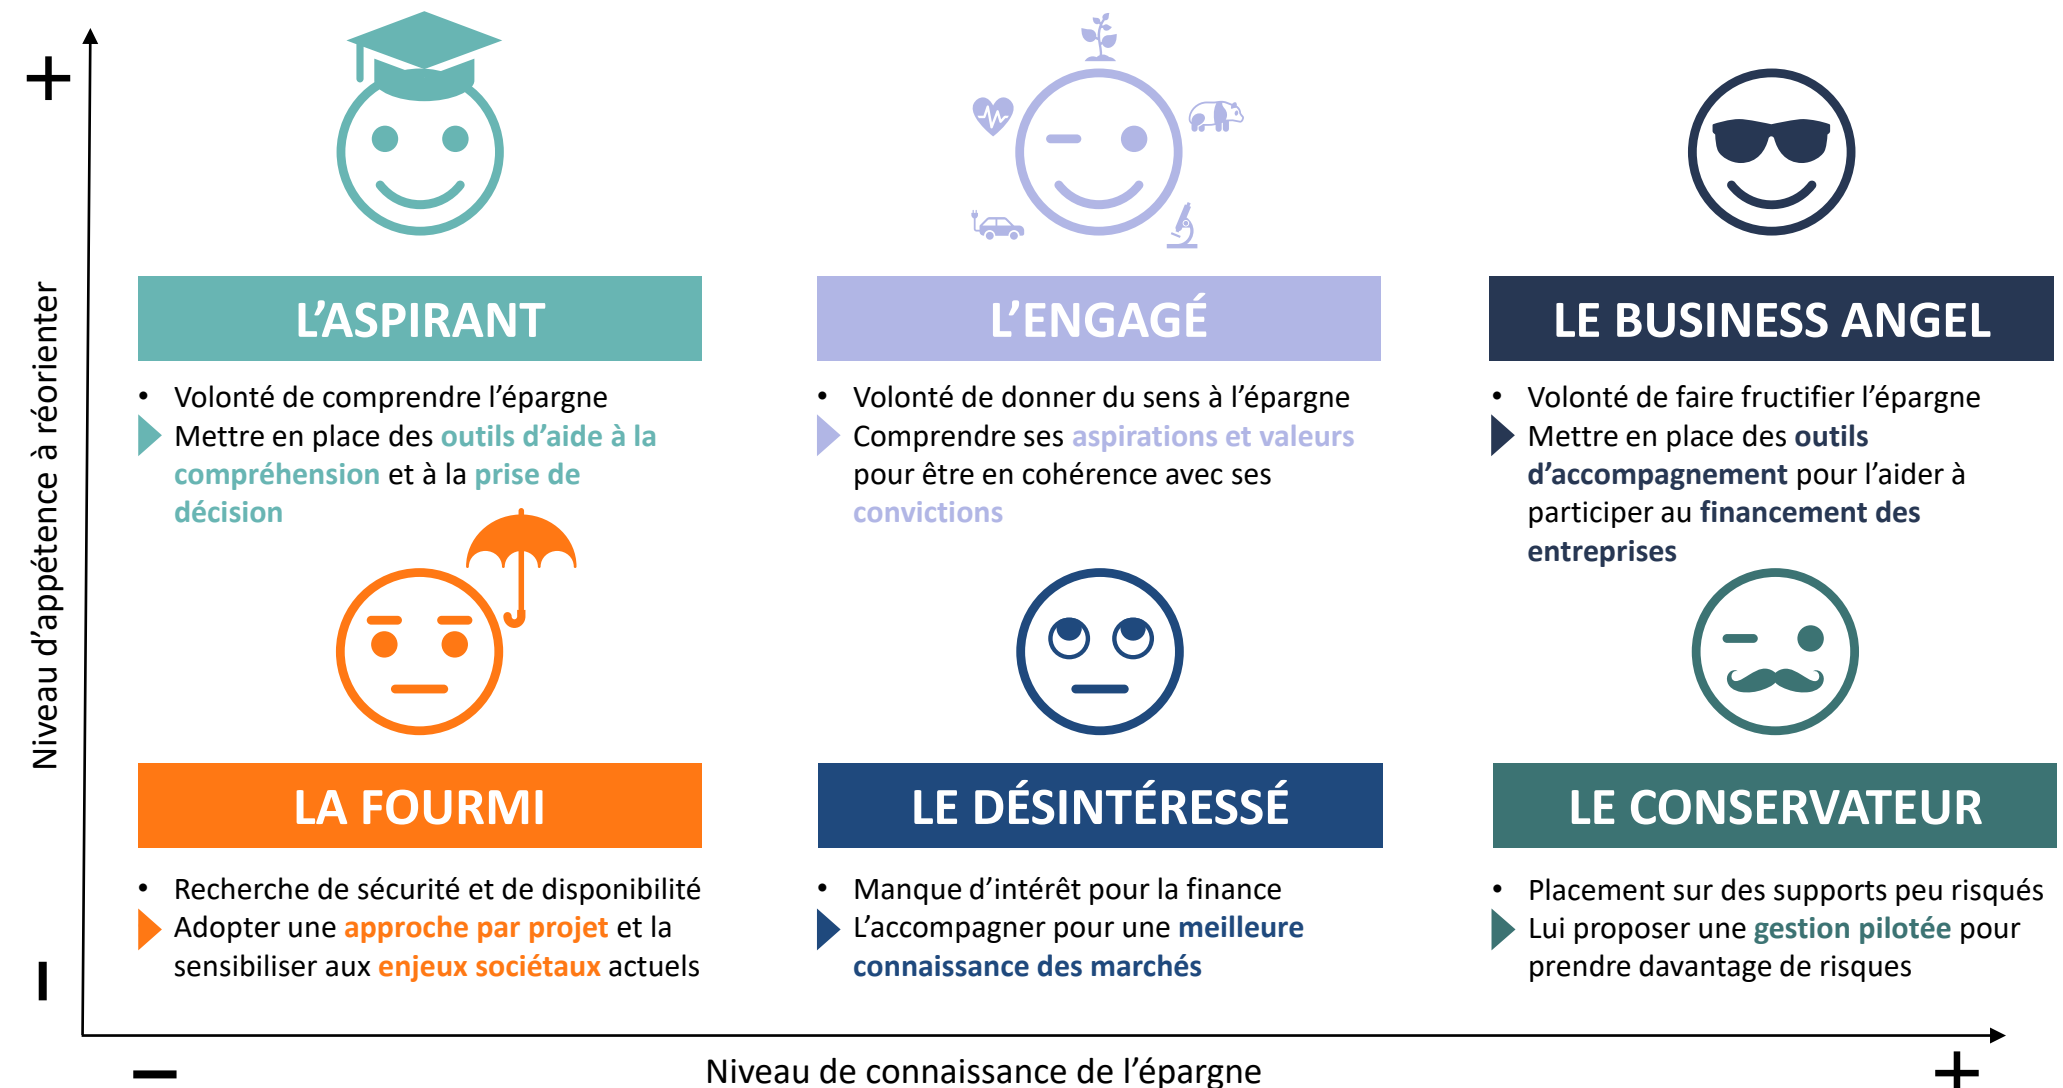 +
Niveau d'appétence à réorienter
L'ASPIRANT
• Volonté de comprendre l'épargne
Mettre en place des outils d'aide à la
compréhension et à la prise de
décision
L'ENGAGÉ
• Volonté de donner du sens à l'épargne
Comprendre ses aspirations et valeurs
pour être en cohérence avec ses
convictions
LE BUSINESS ANGEL
• Volonté de faire fructifier l'épargne
Mettre en place des outils
d'accompagnement pour l'aider à
participer au financement des
entreprises
LA FOURMI
• Recherche de sécurité et de disponibilité
Adopter une approche par projet et la
sensibiliser aux enjeux sociétaux actuels
LE DÉSINTÉRESSÉ
• Manque d'intérêt pour la finance
L'accompagner pour une meilleure
connaissance des marchés
LE CONSERVATEUR
• Placement sur des supports peu risqués
Lui proposer une gestion pilotée pour
prendre davantage de risques
–
–
Niveau de connaissance de l'épargne
+